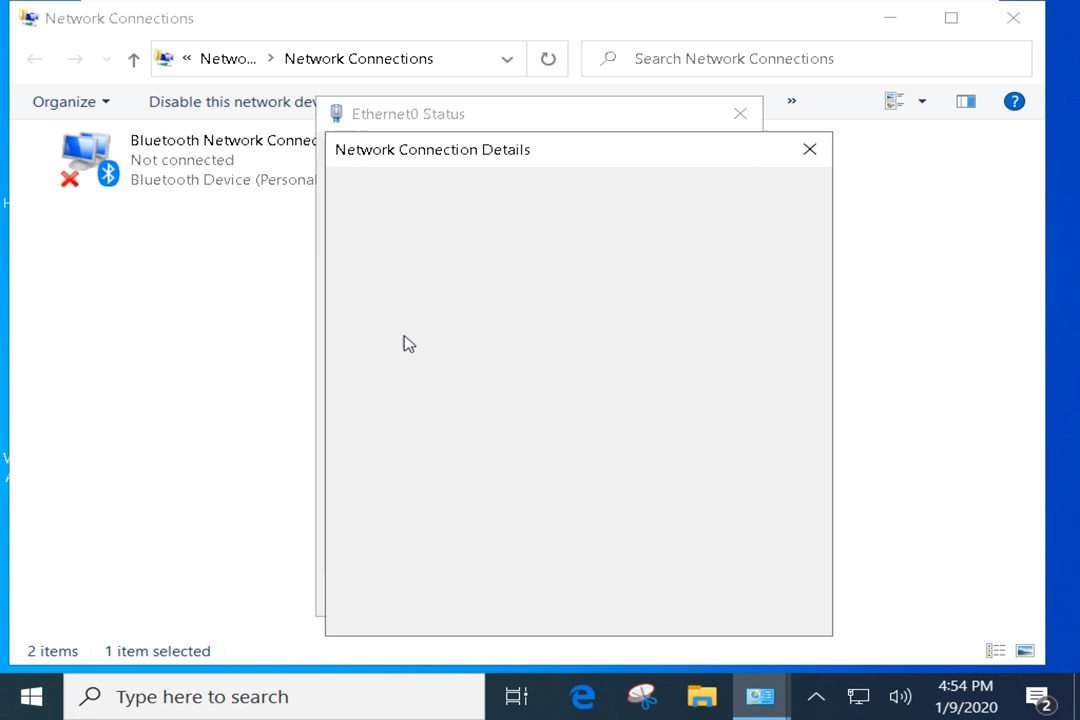 Network Connections
« Netwo... > Network Connections
Search Network Connections
Organize
Disable this network dev
»
?
Ethernet0 Status
Network Connection Details
Bluetooth Network Connec
Not connected
Bluetooth Device (Personal
H
V
2 items
1 item selected
Type here to search
4:54 PM
1/9/2020
2